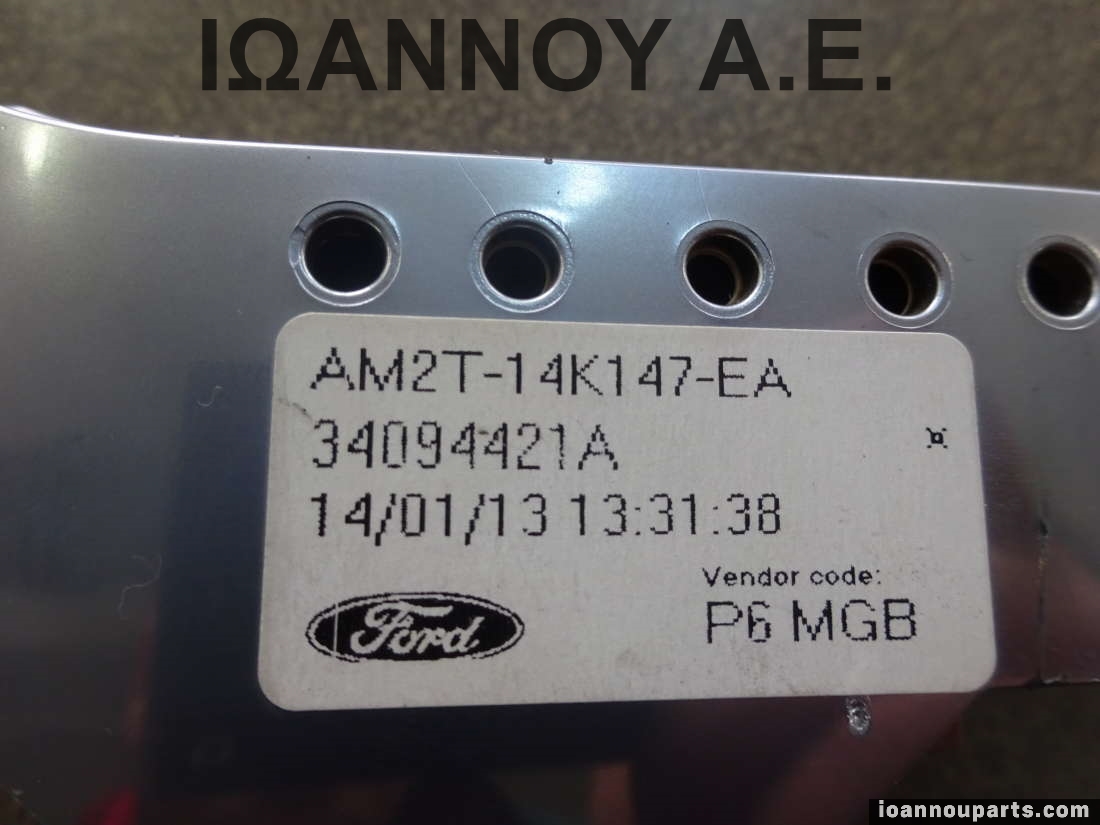 ΙΩΑΝΝΟΥ Α.Ε.
AM2T-14K147-EA
34094421A
14/01/13 13:31:38
Vendor code:
P6 MGB
Ford
ioannouparts.com